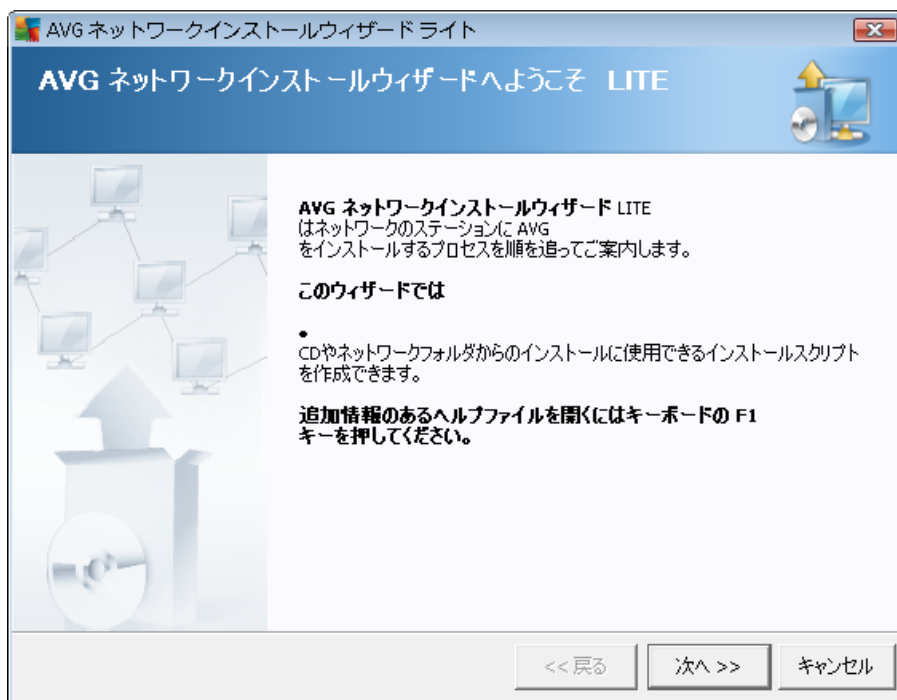 AVG ネットワークインストールウィザード ライト
AVG ネットワークインストールウィザードへようこそ LITE
AVG ネットワークインストールウィザード LITE
はネットワークのステーションに AVG
をインストールするプロセスを順を追ってご案内します。
このウィザードでは
•
CDやネットワークフォルダからのインストールに使用できるインストールスクリプト
を作成できます。
追加情報のあるヘルプファイルを開くにはキーボードの F1
キーを押してください。
<< 戻る
次へ >>
キャンセル